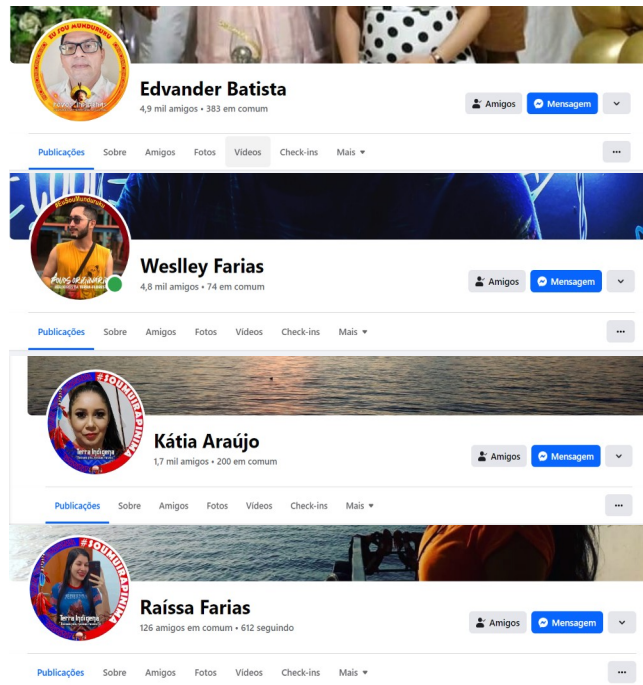 EU SOU MUNDURUKU
Edvander Batista
4,9 mil amigos • 383 em comum
Amigos
Mensagem
Publicações Sobre Amigos Fotos Vídeos Check-ins Mais
#EuSouMunduruku
Weslley Farias
4,8 mil amigos • 74 em comum
Amigos
Mensagem
Publicações Sobre Amigos Fotos Vídeos Check-ins Mais
#SOUMUIRAPINIMA
Terra Indígena
Kátia Araújo
1,7 mil amigos • 200 em comum
Amigos
Mensagem
Publicações Sobre Amigos Fotos Vídeos Check-ins Mais
#SOUMUIRAPINIMA
Terra Indígena
Raíssa Farias
126 amigos em comum • 612 seguindo
Amigos
Mensagem
Publicações Sobre Amigos Fotos Vídeos Check-ins Mais